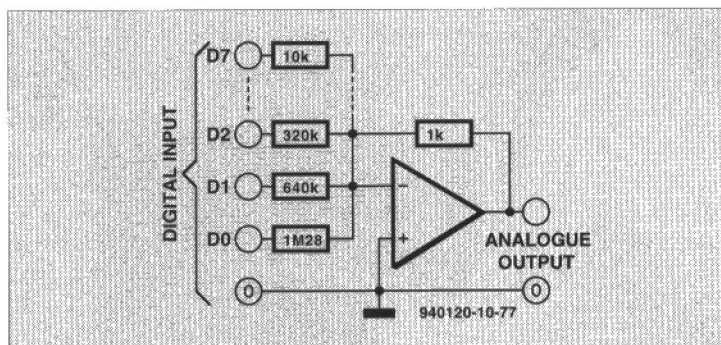 D7 10k
D2 320k 1k
D1 640k −
D0 1M28 +
DIGITAL INPUT
ANALOGUE
OUTPUT
0 0
940120-10-77